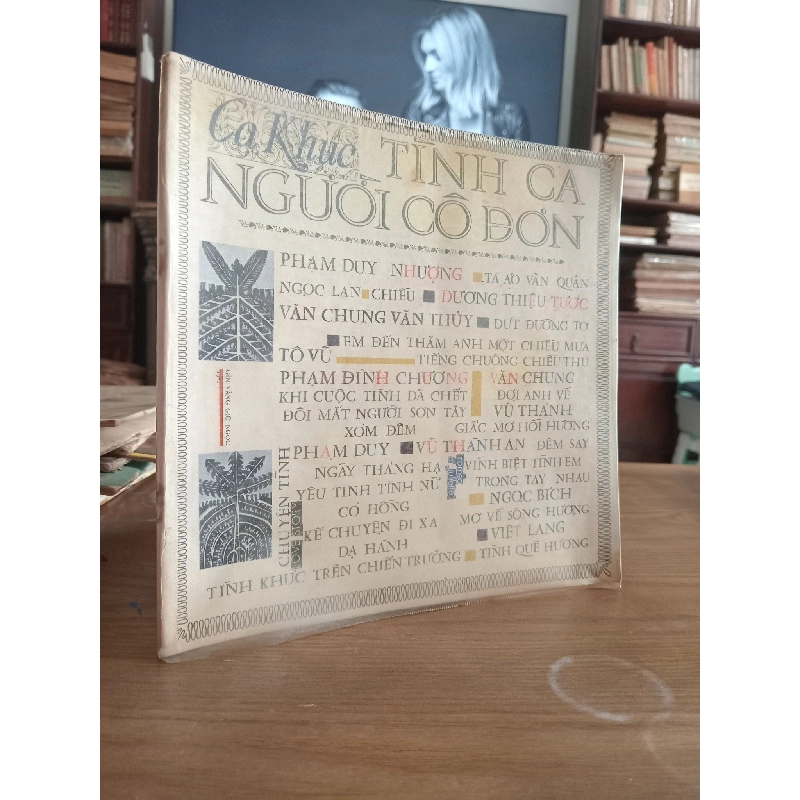 Ca Khúc TÌNH CA
NGƯỜI CÔ ĐƠN
PHẠM DUY NHƯỢNG TÀ ÁO VĂN QUÂN
NGỌC LAN CHIỀU DƯƠNG THIỆU TƯỚC
VĂN CHUNG VĂN THỦY DỨT ĐƯỜNG TƠ
EM ĐẾN THĂM ANH MỘT CHIỀU MƯA
TÔ VŨ TIẾNG CHUÔNG CHIỀU THU
PHẠM ĐÌNH CHƯƠNG VĂN CHUNG
KHI CUỘC TÌNH ĐÃ CHẾT ĐỢI ANH VỀ
ĐÔI MẮT NGƯỜI SƠN TÂY VŨ THÀNH
XÓM ĐÊM GIẤC MƠ HỒI HƯƠNG
PHẠM DUY VŨ THÀNH AN ĐÊM SAY
NGÀY THÁNG HẠ VĨNH BIỆT TÌNH EM
YÊU TINH TÌNH NỮ TRONG TAY NHAU
CỎ HỒNG NGỌC BÍCH
KỂ CHUYỆN ĐI XA MƠ VỀ SÔNG HƯƠNG
DẠ HÀNH VIỆT LANG
TÌNH KHÚC TRÊN CHIẾN TRƯỜNG TÌNH QUÊ HƯƠNG
CHUYỆN TÌNH
LOVE STORY